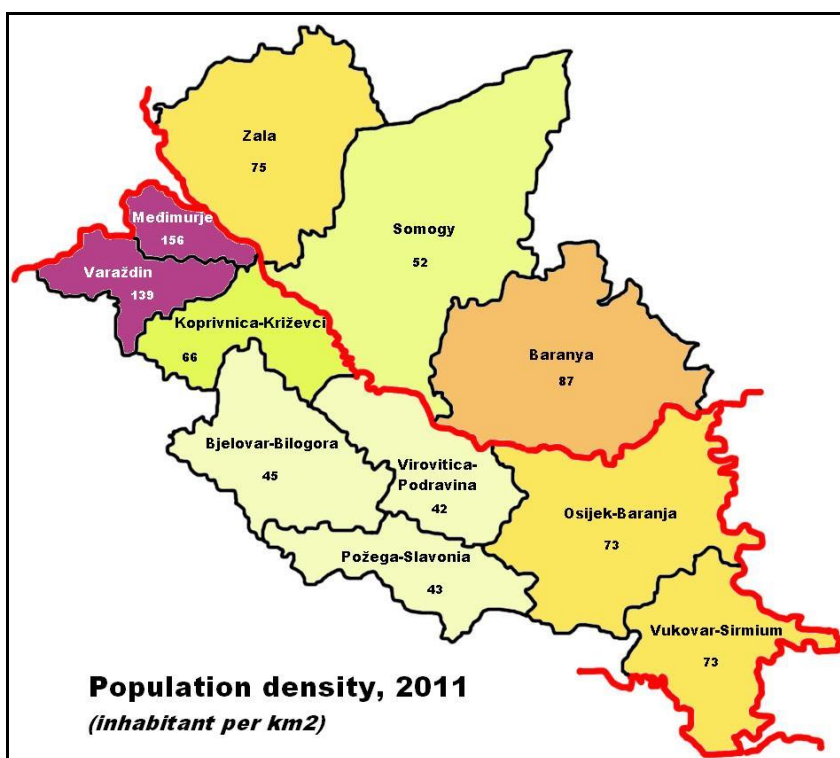 Zala
75
Međimurje
156
Somogy
52
Varaždin
139
Koprivnica-Križevci
66
Baranya
87
Bjelovar-Bilogora
45
Virovitica-
Podravina
42
Osijek-Baranja
73
Požega-Slavonia
43
Vukovar-Sirmium
73
Population density, 2011
(inhabitant per km2)